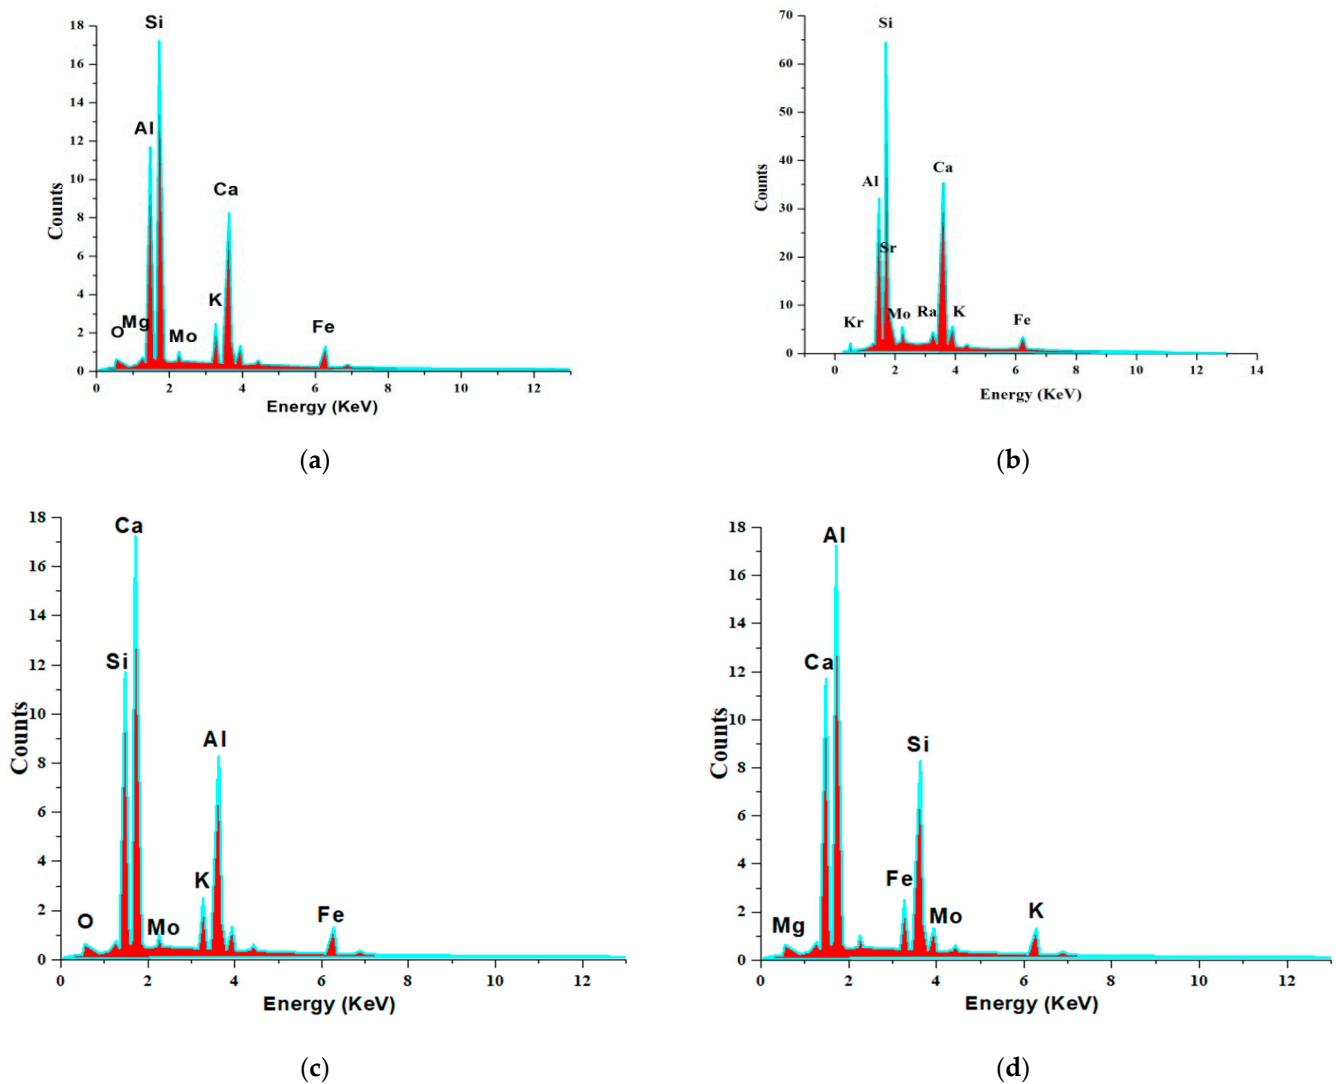 Si
Al
Ca
K
Fe
Mg
O
Mo
18
16
14
12
10
8
6
4
2
0
Counts
0 2 4 6 8 10 12
Energy (KeV)
(a)
Si
Al
Ca
Sr
Kr
Mo
Ra
K
Fe
70
60
50
40
30
20
10
0
Counts
0 2 4 6 8 10 12 14
Energy (KeV)
(b)
Ca
Si
Al
K
O
Mo
Fe
18
16
14
12
10
8
6
4
2
0
Counts
0 2 4 6 8 10 12
Energy (KeV)
(c)
Al
Ca
Si
Fe
Mg
Mo
K
18
16
14
12
10
8
6
4
2
0
Counts
0 2 4 6 8 10 12
Energy (KeV)
(d)